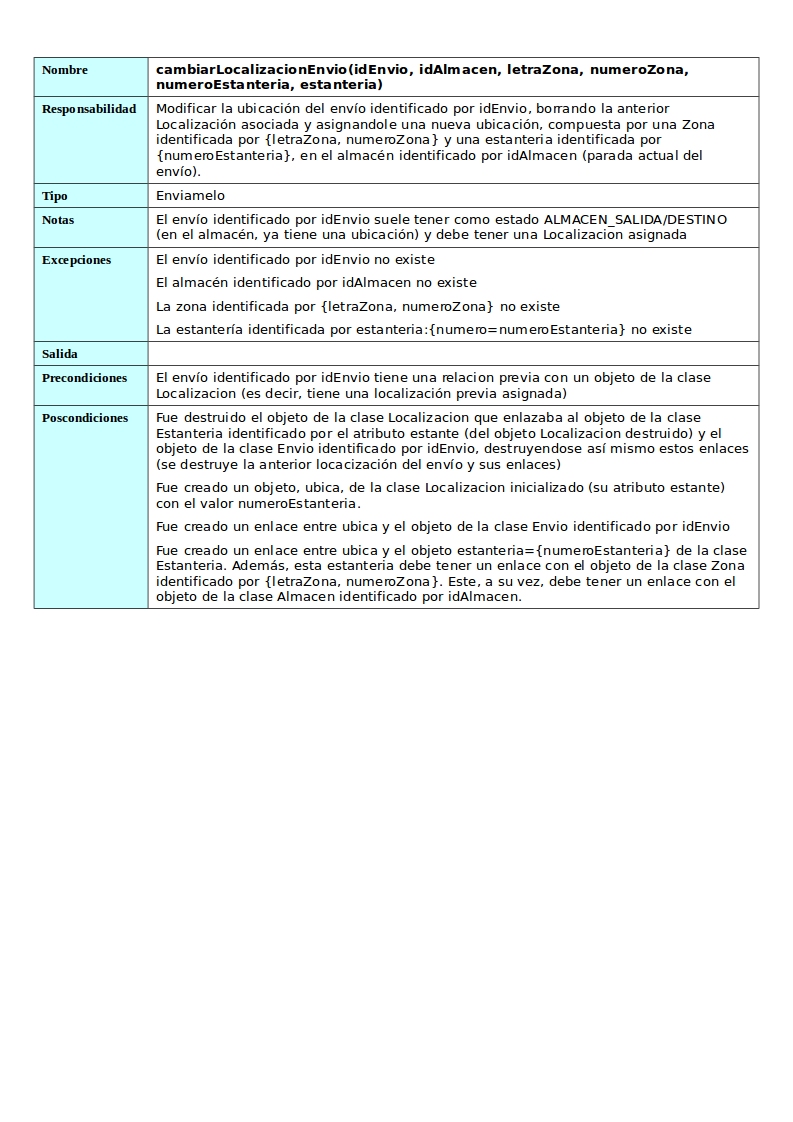 Nombre
cambiarLocalizacionEnvio(idEnvio, idAlmacen, letraZona, numeroZona,
numeroEstanteria, estanteria)
Responsabilidad
Modificar la ubicación del envío identificado por idEnvio, borrando la anterior
Localización asociada y asignandole una nueva ubicación, compuesta por una Zona
identificada por {letraZona, numeroZona} y una estanteria identificada por
{numeroEstanteria}, en el almacén identificado por idAlmacen (parada actual del
envío).
Tipo
Enviamelo
Notas
El envío identificado por idEnvio suele tener como estado ALMACEN_SALIDA/DESTINO
(en el almacén, ya tiene una ubicación) y debe tener una Localizacion asignada
Excepciones
El envío identificado por idEnvio no existe
El almacén identificado por idAlmacen no existe
La zona identificada por {letraZona, numeroZona} no existe
La estantería identificada por estanteria:{numero=numeroEstanteria} no existe
Salida
Precondiciones
El envío identificado por idEnvio tiene una relacion previa con un objeto de la clase
Localizacion (es decir, tiene una localización previa asignada)
Poscondiciones
Fue destruido el objeto de la clase Localizacion que enlazaba al objeto de la clase
Estanteria identificado por el atributo estante (del objeto Localizacion destruido) y el
objeto de la clase Envio identificado por idEnvio, destruyendose así mismo estos enlaces
(se destruye la anterior locacización del envío y sus enlaces)
Fue creado un objeto, ubica, de la clase Localizacion inicializado (su atributo estante)
con el valor numeroEstanteria.
Fue creado un enlace entre ubica y el objeto de la clase Envio identificado por idEnvio
Fue creado un enlace entre ubica y el objeto estanteria={numeroEstanteria} de la clase
Estanteria. Además, esta estanteria debe tener un enlace con el objeto de la clase Zona
identificado por {letraZona, numeroZona}. Este, a su vez, debe tener un enlace con el
objeto de la clase Almacen identificado por idAlmacen.